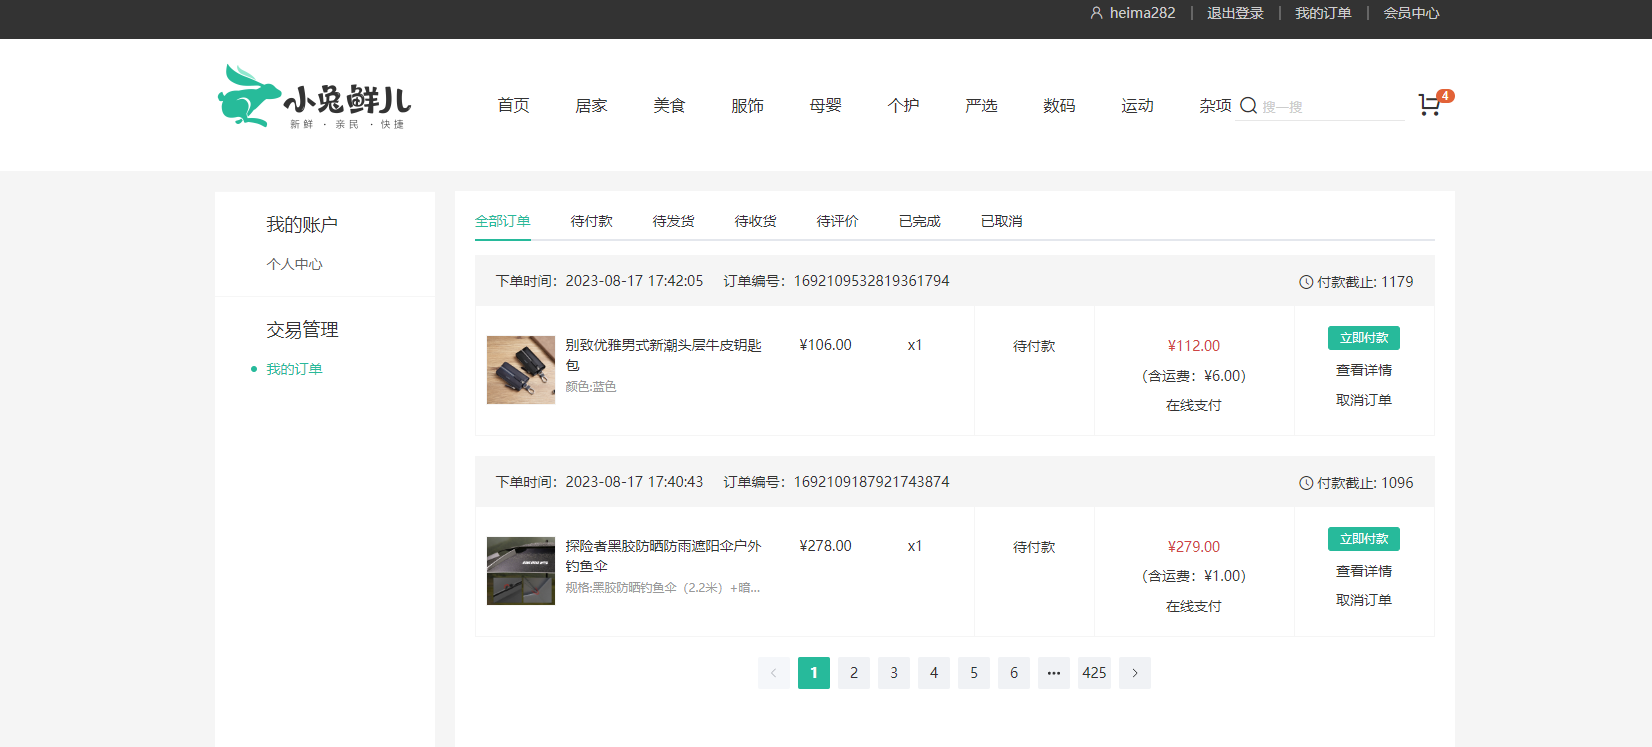 heima282 | 退出登录 | 我的订单 | 会员中心
小兔鲜儿
新鲜 · 亲民 · 快捷
首页 居家 美食 服饰 母婴 个护 严选 数码 运动 杂项 搜一搜 4
我的账户
个人中心
交易管理
我的订单
全部订单 待付款 待发货 待收货 待评价 已完成 已取消
下单时间：2023-08-17 17:42:05 订单编号：1692109532819361794 付款截止: 1179
别致优雅男式新潮头层牛皮钥匙
包
颜色:蓝色
¥106.00 x1 待付款
¥112.00
（含运费：¥6.00）
在线支付
立即付款
查看详情
取消订单
下单时间：2023-08-17 17:40:43 订单编号：1692109187921743874 付款截止: 1096
探险者黑胶防晒防雨遮阳伞户外
钓鱼伞
规格:黑胶防晒钓鱼伞（2.2米）+暗...
¥278.00 x1 待付款
¥279.00
（含运费：¥1.00）
在线支付
立即付款
查看详情
取消订单
1 2 3 4 5 6 ••• 425